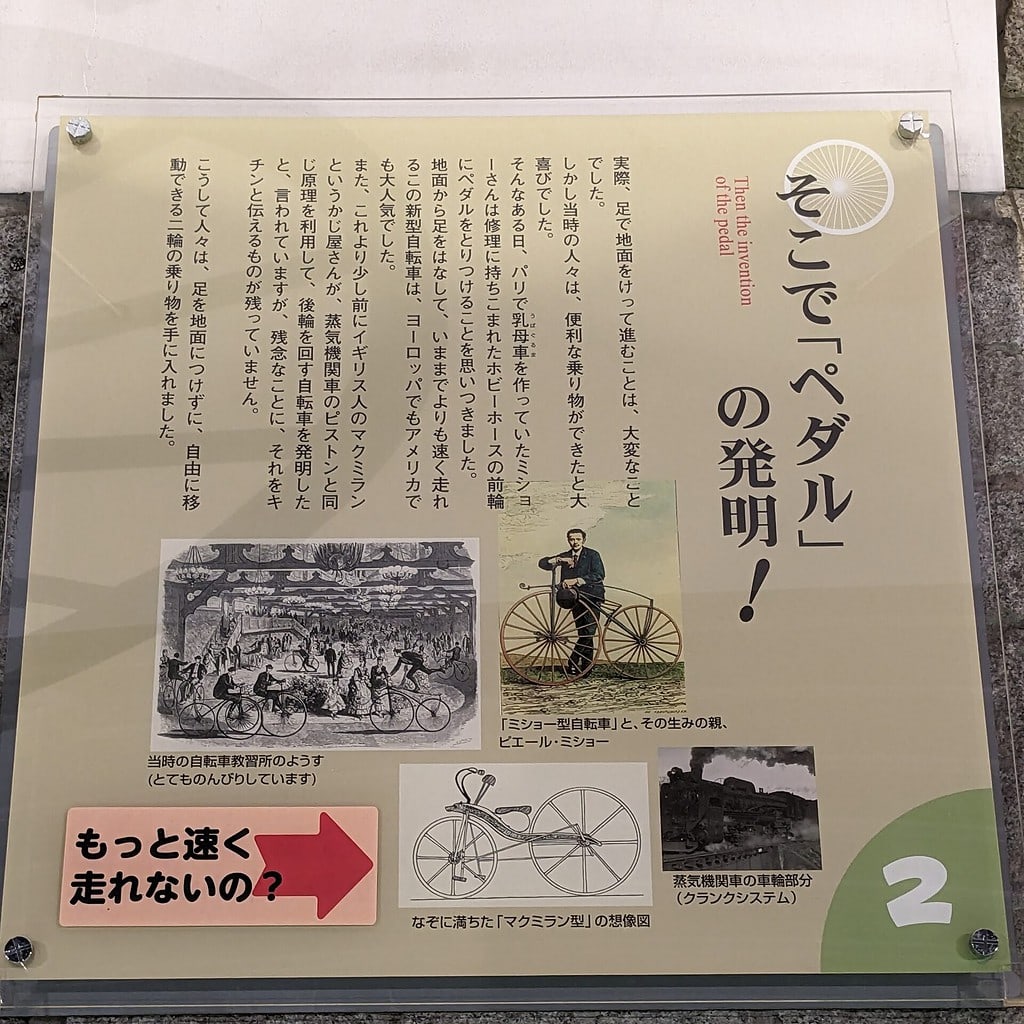 そこで「ペダル」
の発明！
Then the invention
of the pedal
実際、足で地面をけって進むことは、大変なこと
でした。
しかし当時の人々は、便利な乗り物ができたと大
喜びでした。
そんなある日、パリで乳母車を作っていたミショ
うばぐるま
ーさんは修理に持ちこまれたホビーホースの前輪
にペダルをとりつけることを思いつきました。
地面から足をはなして、いままでよりも速く走れ
るこの新型自転車は、ヨーロッパでもアメリカで
も大人気でした。
また、これより少し前にイギリス人のマクミラン
というかじ屋さんが、蒸気機関車のピストンと同
じ原理を利用して、後輪を回す自転車を発明した
と、言われていますが、残念なことに、それをキ
チンと伝えるものが残っていません。
こうして人々は、足を地面につけずに、自由に移
動できる二輪の乗り物を手に入れました。
「ミショー型自転車」と、その生みの親、
ピエール・ミショー
当時の自転車教習所のようす
(とてものんびりしています)
なぞに満ちた「マクミラン型」の想像図
蒸気機関車の車輪部分
（クランクシステム）
もっと速く
走れないの？
2